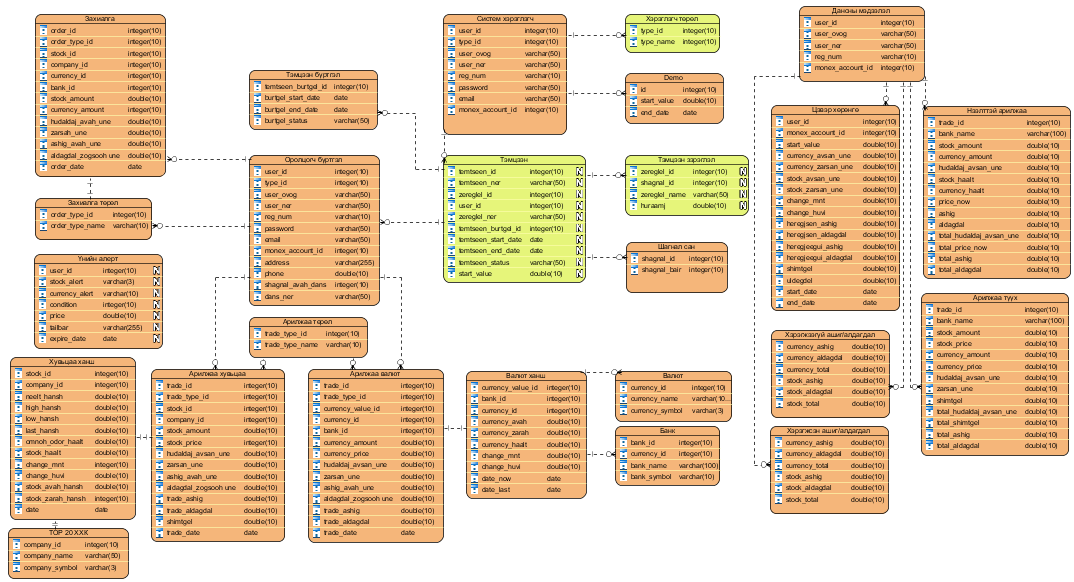 Захиалга
order_id integer(10)
order_type_id integer(10)
stock_id integer(10)
company_id integer(10)
currency_id integer(10)
bank_id integer(10)
stock_amount double(10)
currency_amount integer(10)
hudaldaj_avah_une double(10)
zarsah_une double(10)
ashig_avah_une double(10)
aldagdal_zogsooh une double(10)
order_date date
Захиалга төрөл
order_type_id integer(10)
order_type_name varchar(10)
Үнийн алерт
user_id integer(10)
stock_alert varchar(3)
currency_alert varchar(10)
condition integer(10)
price double(10)
tailbar varchar(255)
expire_date date
Хувьцаа ханш
stock_id integer(10)
company_id integer(10)
neelt_hansh double(10)
high_hansh double(10)
low_hansh double(10)
last_hansh double(10)
omnoh_odor_haalt double(10)
stock_haalt double(10)
change_mnt integer(10)
change_huvi double(10)
stock_avah_hansh double(10)
stock_zarah_hansh integer(10)
date date
TOP 20 ХХК
company_id integer(10)
company_name varchar(50)
company_symbol varchar(3)
Тэмцээн бүртгэл
temtseen_burtgel_id integer(10)
burtgel_start_date date
burtgel_end_date date
burtgel_status varchar(50)
Оролцогч бүртгэл
user_id integer(10)
type_id integer(10)
user_ovog varchar(50)
user_ner varchar(50)
reg_num varchar(10)
password varchar(50)
email varchar(50)
monex_account_id integer(10)
address varchar(255)
phone double(10)
shagnal_avah_dans varchar(50)
dans_ner varchar(50)
Арилжаа төрөл
trade_type_id integer(10)
trade_type_name varchar(10)
Арилжаа хувьцаа
trade_id integer(10)
trade_type_id integer(10)
stock_id integer(10)
company_id integer(10)
stock_amount double(10)
stock_price double(10)
hudaldaj_avsan_une double(10)
zarsan_une double(10)
ashig_avah_une double(10)
aldagdal_zogsooh une double(10)
trade_ashig double(10)
trade_aldagdal double(10)
shimtgel double(10)
trade_date date
Арилжаа валют
trade_id integer(10)
trade_type_id integer(10)
currency_value_id integer(10)
currency_id integer(10)
bank_id integer(10)
currency_amount double(10)
currency_price double(10)
hudaldaj_avsan_une double(10)
zarsan_une double(10)
ashig_avah_une double(10)
aldagdal_zogsooh une double(10)
trade_ashig double(10)
trade_aldagdal double(10)
trade_date date
Систем хэрэглэгч
user_id integer(10)
type_id integer(10)
user_ovog varchar(50)
user_ner varchar(50)
reg_num varchar(10)
password varchar(50)
email varchar(50)
monex_account_id integer(10)
Тэмцээн
temtseen_id integer(10)
temtseen_ner varchar(50)
zeregiel_id integer(10)
user_id integer(10)
zeregiel_ner varchar(50)
temtseen_burtgel_id integer(10)
temtseen_start_date date
temtseen_end_date date
temtseen_status varchar(50)
start_value double(10)
Валют ханш
currency_value_id integer(10)
bank_id integer(10)
currency_id integer(10)
currency_avah double(10)
currency_zarah double(10)
currency_haalt double(10)
change_mnt double(10)
change_huvi double(10)
date_now date
date_last date
Хэрэглэгч төрөл
type_id integer(10)
type_name integer(10)
Demo
id integer(10)
start_value double(10)
end_date date
Тэмцээн зэрэглэл
zeregiel_id integer(10)
shagnal_id integer(10)
zeregiel_name varchar(50)
huraamj double(10)
Шагнал сан
shagnal_id integer(10)
shagnal_bair integer(10)
Валют
currency_id integer(10)
currency_name varchar(10...
currency_symbol varchar(3)
Банк
bank_id integer(10)
currency_id integer(10)
bank_name varchar(100)
bank_symbol varchar(10)
Дансны мэдээлэл
user_id integer(10)
user_ovog varchar(50)
user_ner varchar(50)
reg_num varchar(10)
monex_account_id integer(10)
Цэвэр хөрөнгө
user_id integer(10)
monex_account_id integer(10)
start_value double(10)
currency_avsan_une double(10)
currency_zarsan_une double(10)
stock_avsan_une double(10)
stock_zarsan_une double(10)
change_mnt double(10)
change_huvi double(10)
heregjsen_ashig double(10)
heregjsen_aldagdal double(10)
heregjeegui_ashig double(10)
heregjeegui_aldagdal double(10)
shimtgel double(10)
uldegdel double(10)
start_date date
end_date date
Хэрэгжээгүй ашиг/алдагдал
currency_ashig double(10)
currency_aldagdal double(10)
currency_total double(10)
stock_ashig double(10)
stock_aldagdal double(10)
stock_total double(10)
Хэрэгжсэн ашиг/алдагдал
currency_ashig double(10)
currency_aldagdal double(10)
currency_total double(10)
stock_ashig double(10)
stock_aldagdal double(10)
stock_total double(10)
Нээлттэй арилжаа
trade_id integer(10)
bank_name varchar(100)
stock_amount double(10)
currency_amount double(10)
hudaldaj_avsan_une double(10)
stock_haalt double(10)
currency_haalt double(10)
price_now double(10)
ashig double(10)
aldagdal double(10)
total_hudaldaj_avsan_une double(10)
total_price_now double(10)
total_ashig double(10)
total_aldagdal double(10)
Арилжаа түүх
trade_id integer(10)
bank_name varchar(100)
stock_amount double(10)
stock_price double(10)
currency_amount double(10)
currency_price double(10)
hudaldaj_avsan_une double(10)
zarsan_une double(10)
shimtgel double(10)
total_hudaldaj_avsan_une double(10)
total_shimtgel double(10)
total_ashig double(10)
total_aldagdal double(10)